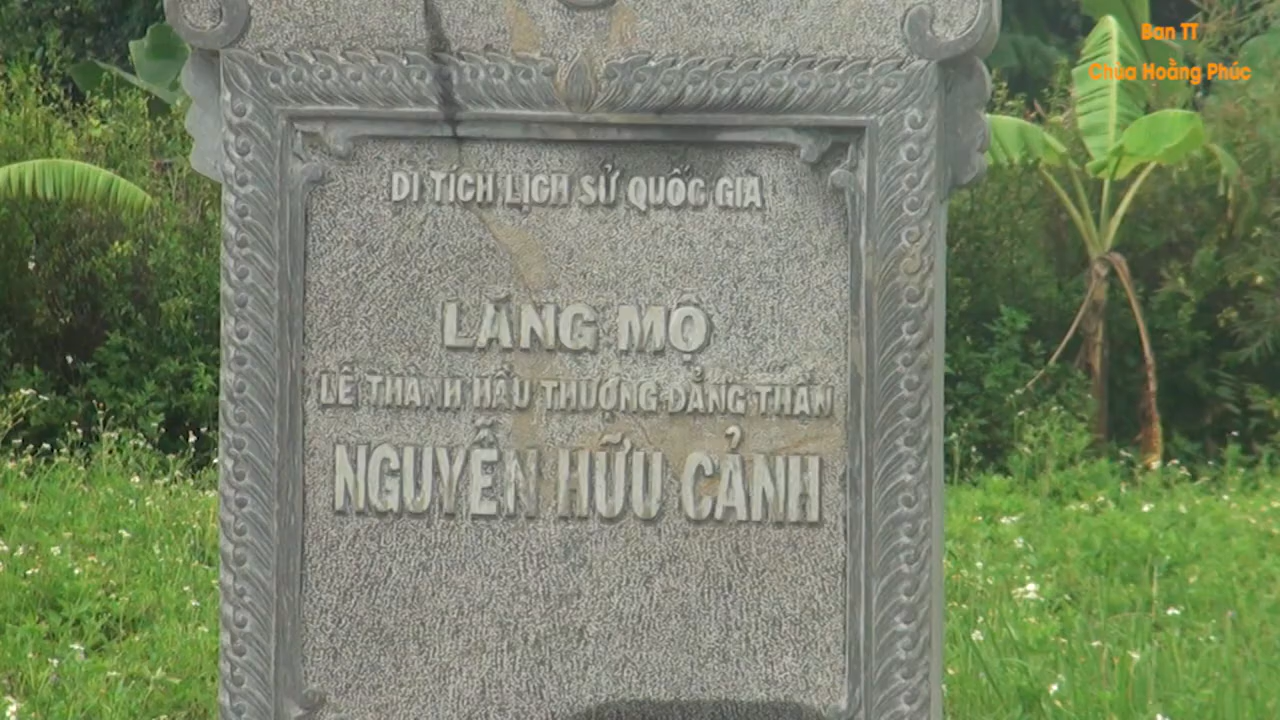 Ban TT
Chùa Hoằng Phúc
DI TÍCH LỊCH SỬ QUỐC GIA
LĂNG MỘ
LỄ THÀNH HẦU THƯỢNG ĐẲNG THẦN
NGUYỄN HỮU CẢNH